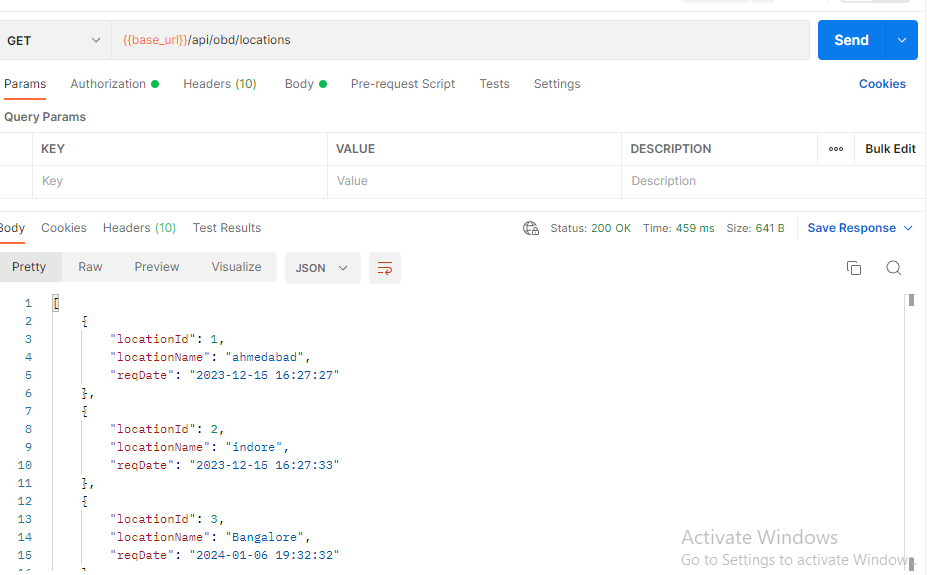 GET {{base_url}}/api/obd/locations Send
Params Authorization Headers (10) Body Pre-request Script Tests Settings Cookies
Query Params
KEY VALUE DESCRIPTION ooo Bulk Edit
Key Value Description
Body Cookies Headers (10) Test Results Status: 200 OK Time: 459 ms Size: 641 B Save Response
Pretty Raw Preview Visualize JSON
1 [
2 {
3 "locationId": 1,
4 "locationName": "ahmedabad",
5 "reqDate": "2023-12-15 16:27:27"
6 },
7 {
8 "locationId": 2,
9 "locationName": "indore",
10 "reqDate": "2023-12-15 16:27:33"
11 },
12 {
13 "locationId": 3,
14 "locationName": "Bangalore",
15 "reqDate": "2024-01-06 19:32:32"
Activate Windows
Go to Settings to activate Windows.